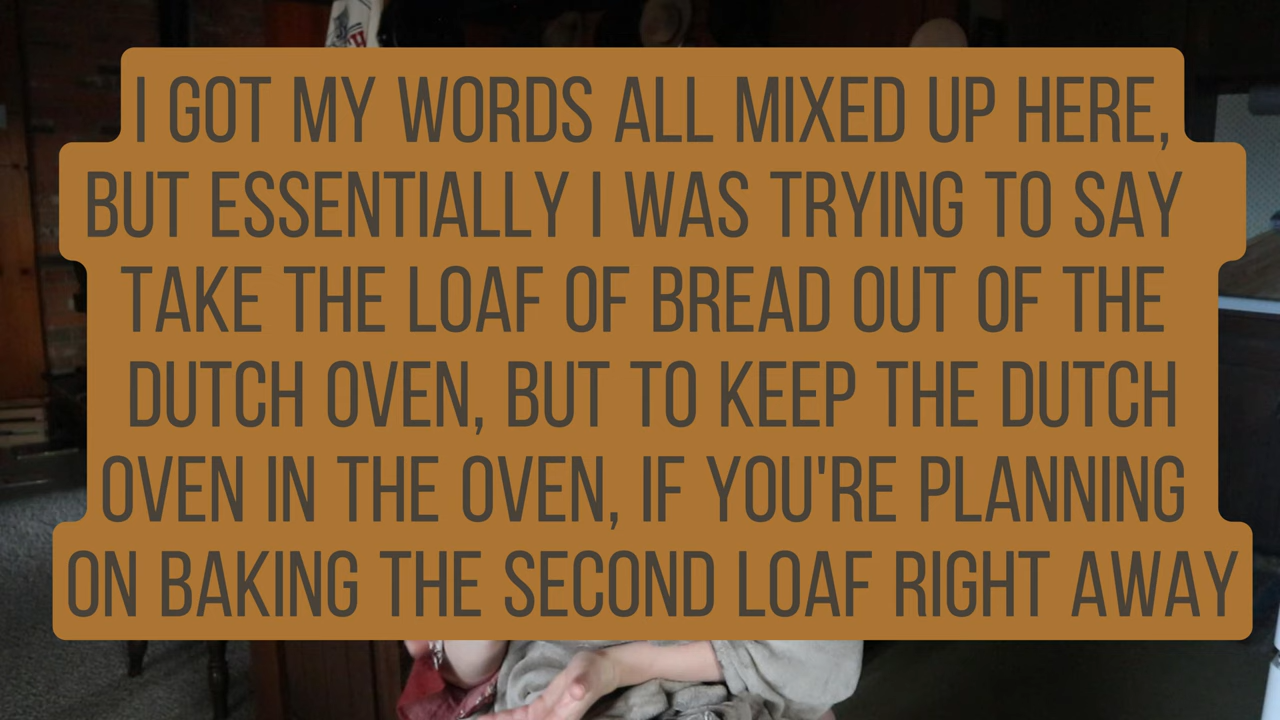 I GOT MY WORDS ALL MIXED UP HERE,
BUT ESSENTIALLY I WAS TRYING TO SAY
TAKE THE LOAF OF BREAD OUT OF THE
DUTCH OVEN, BUT TO KEEP THE DUTCH
OVEN IN THE OVEN, IF YOU'RE PLANNING
ON BAKING THE SECOND LOAF RIGHT AWAY